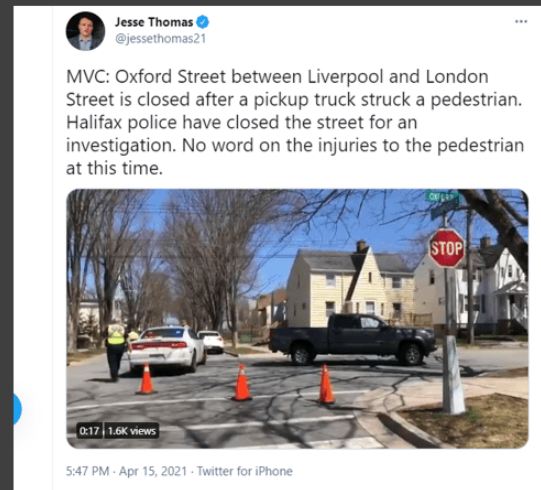 Jesse Thomas
@jessethomas21
MVC: Oxford Street between Liverpool and London
Street is closed after a pickup truck struck a pedestrian.
Halifax police have closed the street for an
investigation. No word on the injuries to the pedestrian
at this time.
OXFORD
STOP
0:17 1.6K views
5:47 PM · Apr 15, 2021 · Twitter for iPhone